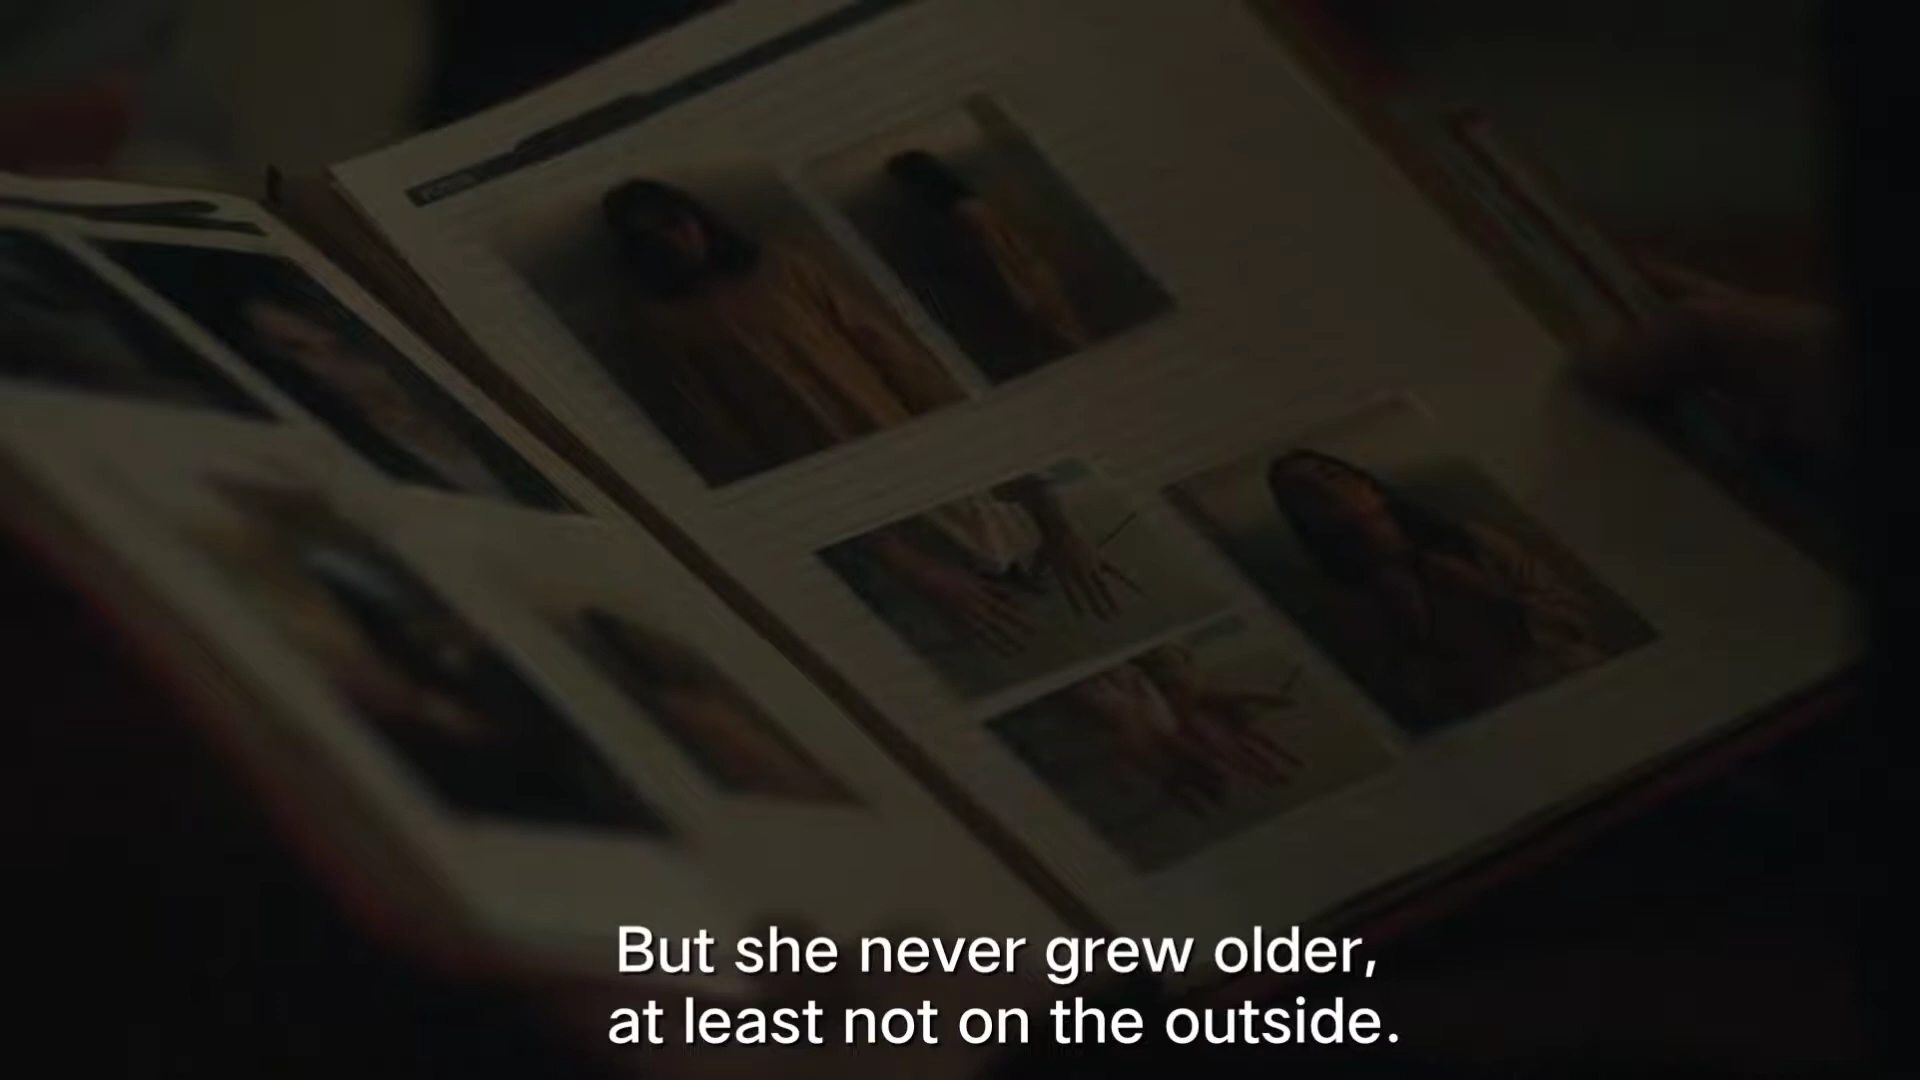 But she never grew older,
at least not on the outside.